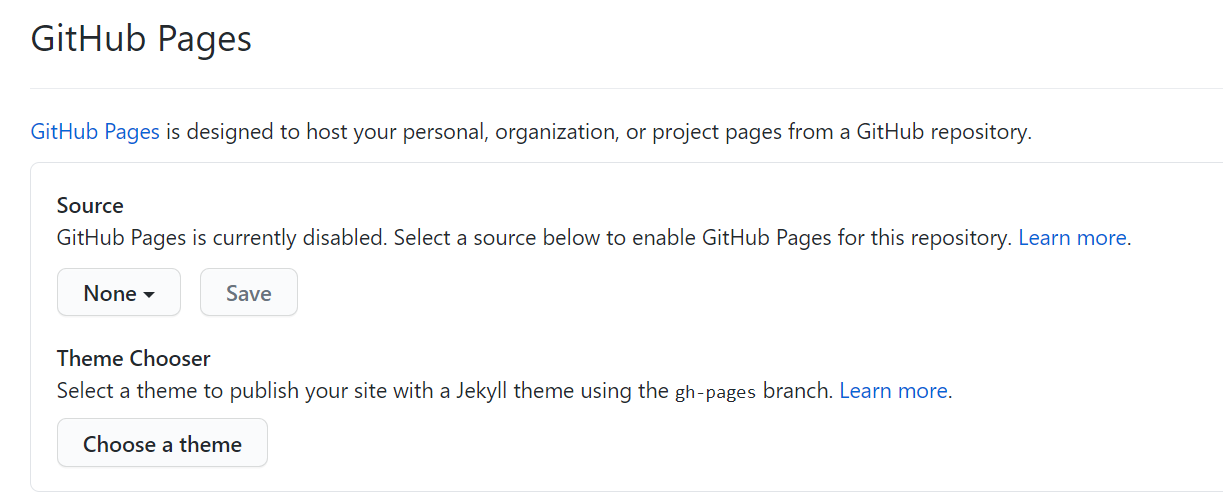 GitHub Pages
GitHub Pages is designed to host your personal, organization, or project pages from a GitHub repository.
Source
GitHub Pages is currently disabled. Select a source below to enable GitHub Pages for this repository. Learn more.
None Save
Theme Chooser
Select a theme to publish your site with a Jekyll theme using the gh-pages branch. Learn more.
Choose a theme